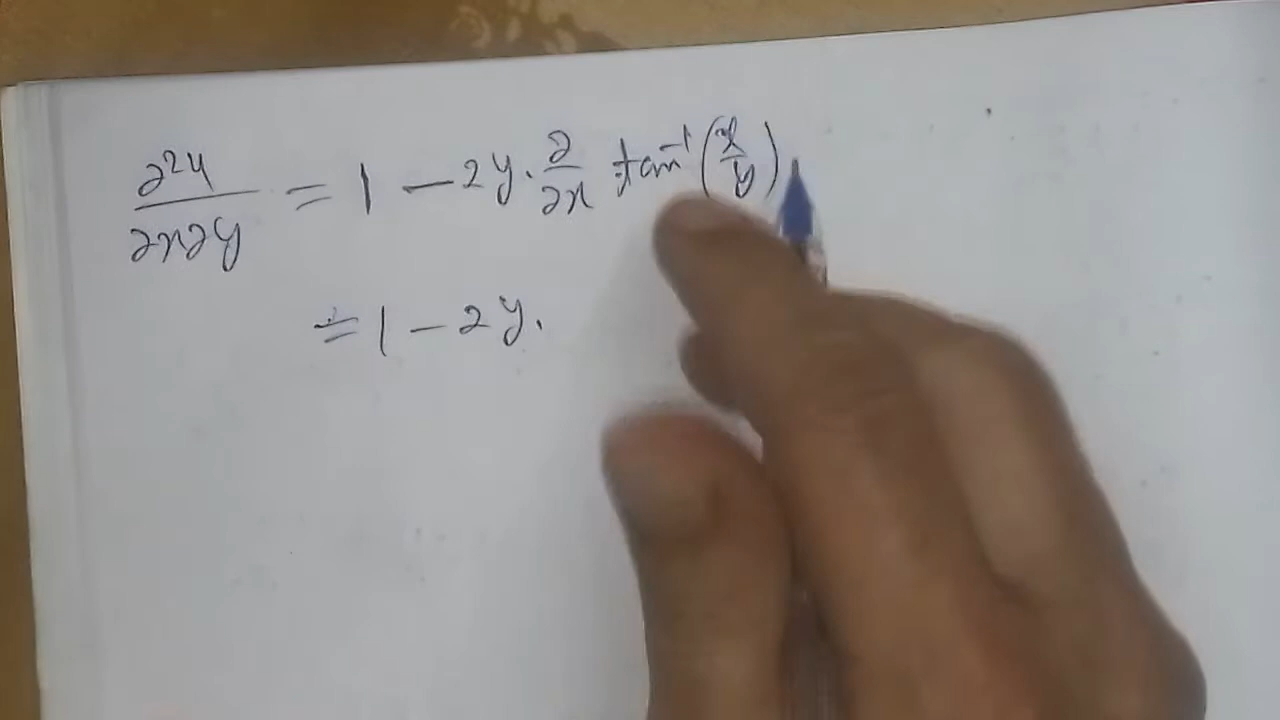 ∂²u/∂x∂y = 1 - 2y · ∂/∂x tan⁻¹(x/y)
= 1 - 2y.